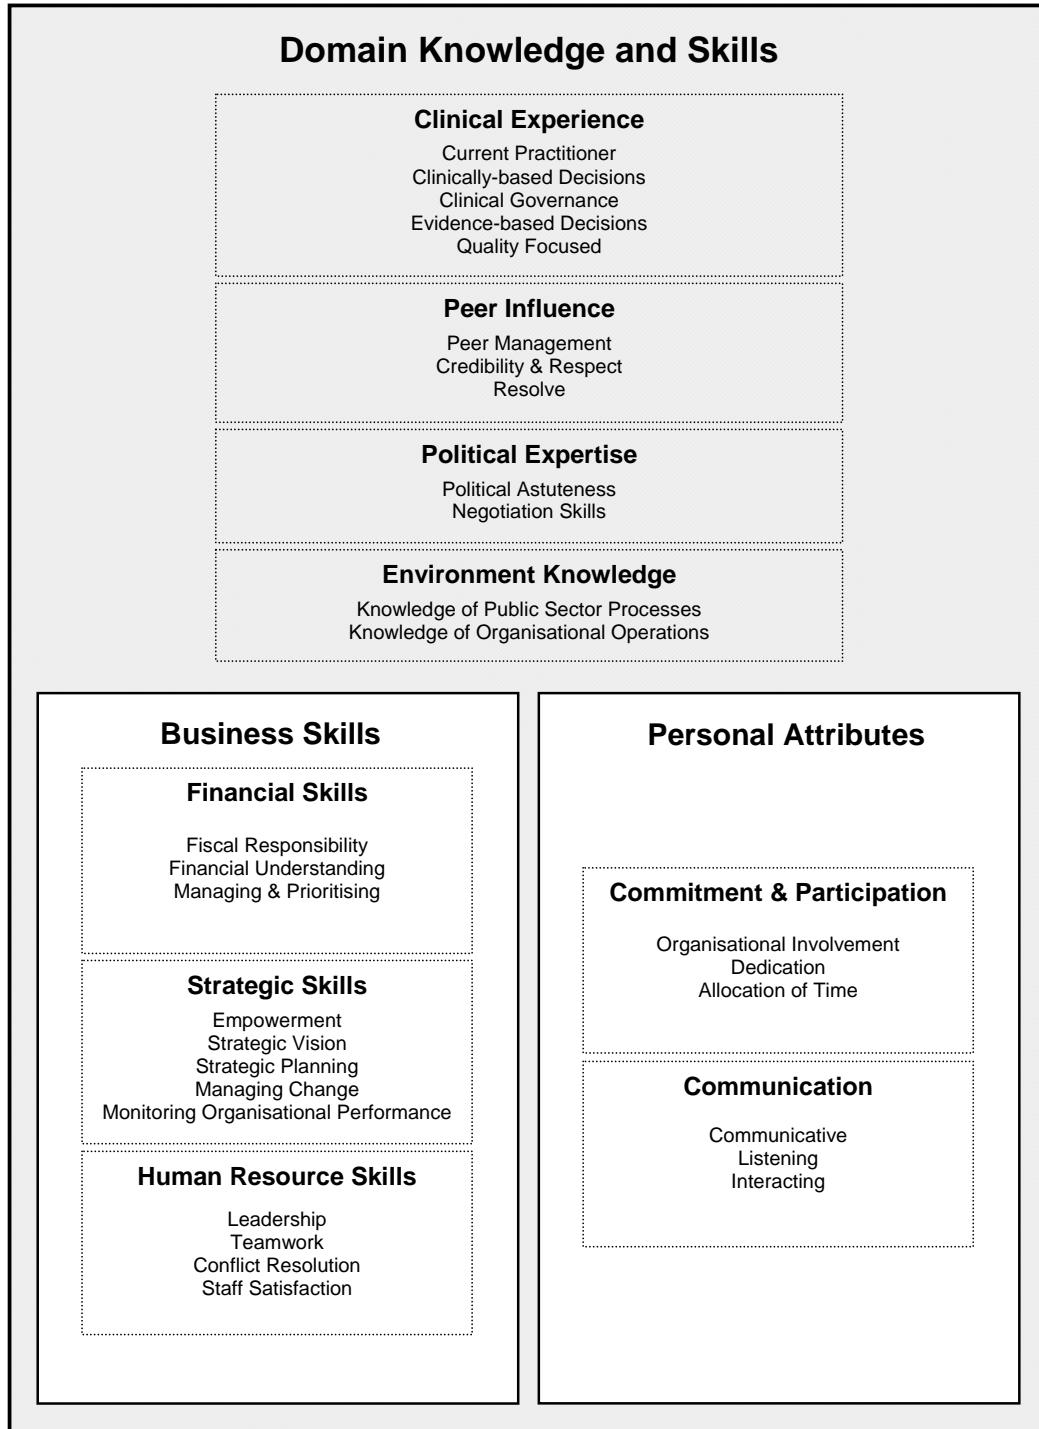 Domain Knowledge and Skills
Clinical Experience
Current Practitioner
Clinically-based Decisions
Clinical Governance
Evidence-based Decisions
Quality Focused
Peer Influence
Peer Management
Credibility & Respect
Resolve
Political Expertise
Political Astuteness
Negotiation Skills
Environment Knowledge
Knowledge of Public Sector Processes
Knowledge of Organisational Operations
Business Skills
Financial Skills
Fiscal Responsibility
Financial Understanding
Managing & Prioritising
Strategic Skills
Empowerment
Strategic Vision
Strategic Planning
Managing Change
Monitoring Organisational Performance
Human Resource Skills
Leadership
Teamwork
Conflict Resolution
Staff Satisfaction
Personal Attributes
Commitment & Participation
Organisational Involvement
Dedication
Allocation of Time
Communication
Communicative
Listening
Interacting